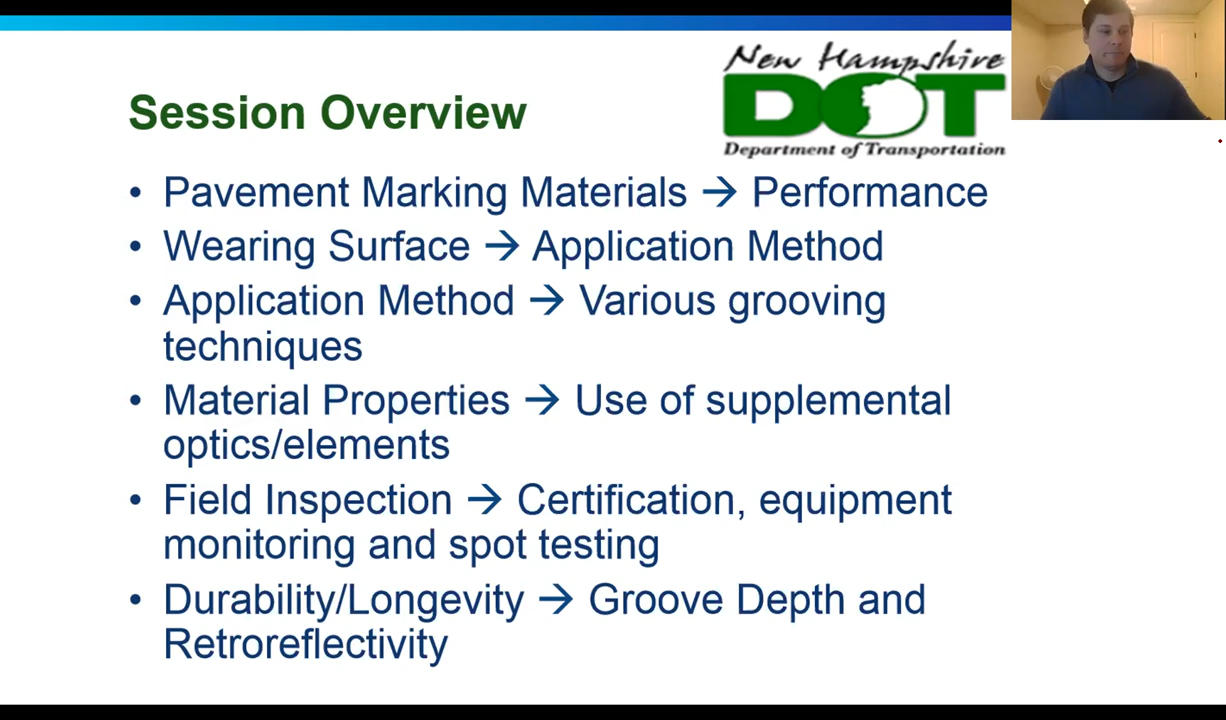 New Hampshire
DOT
Department of Transportation
Session Overview
• Pavement Marking Materials → Performance
• Wearing Surface → Application Method
• Application Method → Various grooving
techniques
• Material Properties → Use of supplemental
optics/elements
• Field Inspection → Certification, equipment
monitoring and spot testing
• Durability/Longevity → Groove Depth and
Retroreflectivity